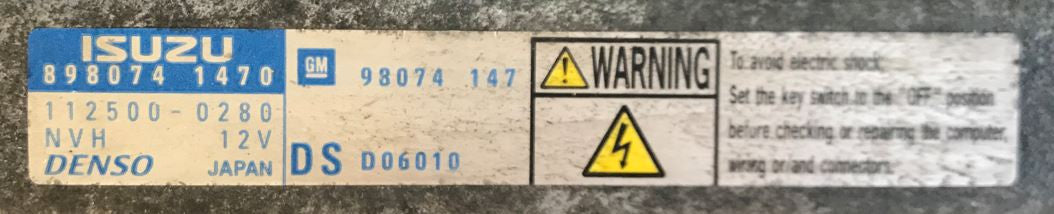 ISUZU
898074 1470
112500-0280
NVH 12V
DENSO JAPAN
GM 98074 147
DS D06010
WARNING
To avoid electric shock,
Set the key switch to the "OFF" position
before checking or repairing the computer,
wiring or/and connectors.